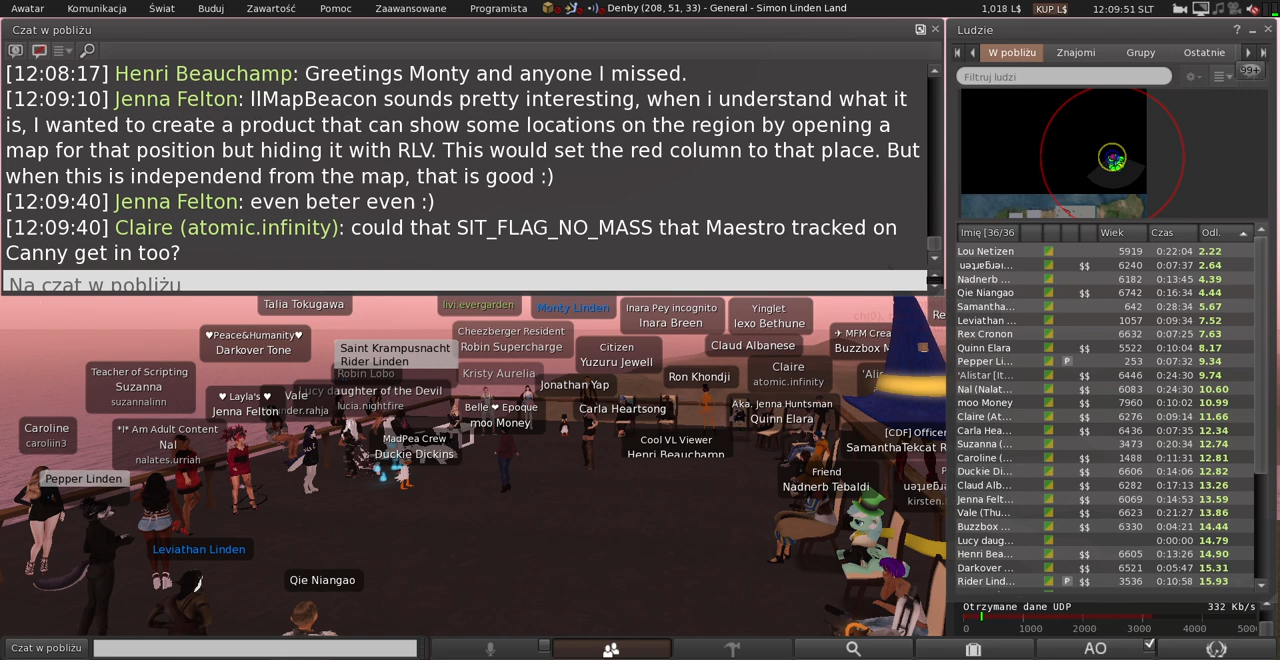 Awatar Komunikacja Świat Buduj Zawartość Pomoc Zaawansowane Programista Denby (208, 51, 33) - General - Simon Linden Land 1,018 L$ KUP L$ 12:09:51 SLT
Czat w pobliżu
[12:08:17] Henri Beauchamp: Greetings Monty and anyone I missed.
[12:09:10] Jenna Felton: llMapBeacon sounds pretty interesting, when i understand what it
is, I wanted to create a product that can show some locations on the region by opening a
map for that position but hiding it with RLV. This would set the red column to that place. But
when this is independend from the map, that is good :)
[12:09:40] Jenna Felton: even beter even :)
[12:09:40] Claire (atomic.infinity): could that SIT_FLAG_NO_MASS that Maestro tracked on
Canny get in too?
Na czat w pobliżu
Talia Tokugawa
livi.evergarden
Monty Linden
Inara Pey incognito
Inara Breen
Yinglet
Iexo Bethune
♥Peace&Humanity♥
Darkover Tone
Saint Krampusnacht
Rider Linden
Robin Lobo
Cheezberger Resident
Robin Supercharge
Citizen
Yuzuru Jewell
Claud Albanese
✈ MFM Crea
Buzzbox M
Teacher of Scripting
Suzanna
suzannalinn
Kristy Aurelia
Jonathan Yap
Ron Khondji
Claire
atomic.infinity
♥ Layla's ♥
Jenna Felton
Vale
lucia.nightfire
Belle ❤ Epoque
moo Money
Carla Heartsong
Aka. Jenna Huntsman
Quinn Elara
Caroline
caroliin3
*!* Am Adult Content
Nal
nalates.urriah
MadPea Crew
Duckie Dickins
Cool VL Viewer
Henri Beauchamp
[CDF] Officer
SamanthaTekcat R
Pepper Linden
Friend
Nadnerb Tebaldi
Leviathan Linden
Qie Niangao
Czat w pobliżu
Ludzie
W pobliżu Znajomi Grupy Ostatnie
99+
Filtruj ludzi
Imię [36/36 Wiek Czas Odl.
Lou Netizen 5919 0:22:04 2.22
$$ 6240 0:07:37 2.64
Nadnerb ... 6182 0:13:45 4.39
Qie Niangao $$ 6742 0:16:34 4.44
Samantha... 642 0:28:34 5.67
Leviathan ... 1057 0:09:34 7.52
Rex Cronon 6632 0:07:25 7.63
Quinn Elara $$ 5522 0:10:04 8.17
Pepper Li... P 253 0:07:32 9.34
'Alistar [It... $$ 6446 0:24:30 9.74
Nal (Nalat... $$ 6083 0:24:30 10.60
moo Money $$ 7960 0:10:02 10.99
Claire (At... $$ 6276 0:09:14 11.66
Carla Hea... $$ 6436 0:07:35 12.34
Suzanna (... 3473 0:20:34 12.74
Caroline (... $$ 1488 0:11:31 12.81
Duckie Di... $$ 6606 0:14:06 12.82
Claud Alb... $$ 6282 0:17:13 13.26
Jenna Felt... $$ 6069 0:14:53 13.59
Vale (Thu... $$ 6623 0:21:27 13.86
Buzzbox ... $$ 6330 0:04:21 14.44
Lucy daug... 0:00:00 14.79
Henri Bea... $$ 6605 0:13:26 14.90
Darkover ... $$ 6521 0:05:47 15.31
Rider Lind... P $$ 3536 0:10:58 15.93
Otrzymane dane UDP 332 Kb/s
0 1000 2000 3000 4000 500
AO